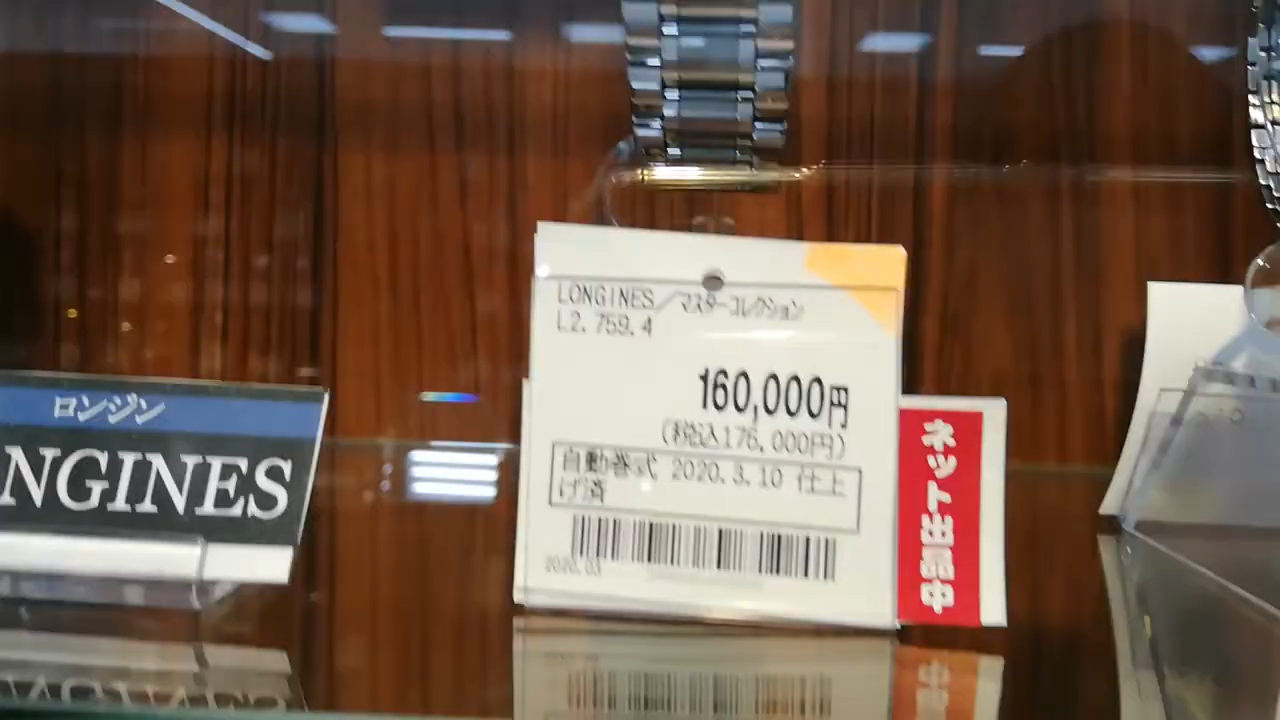 ロンジン
NGINES
LONGINES／マスターコレクション
L2.759.4
160,000円
(税込176,000円)
自動巻式 2020.3.10 仕上
げ済
2020.03
ネット出品中